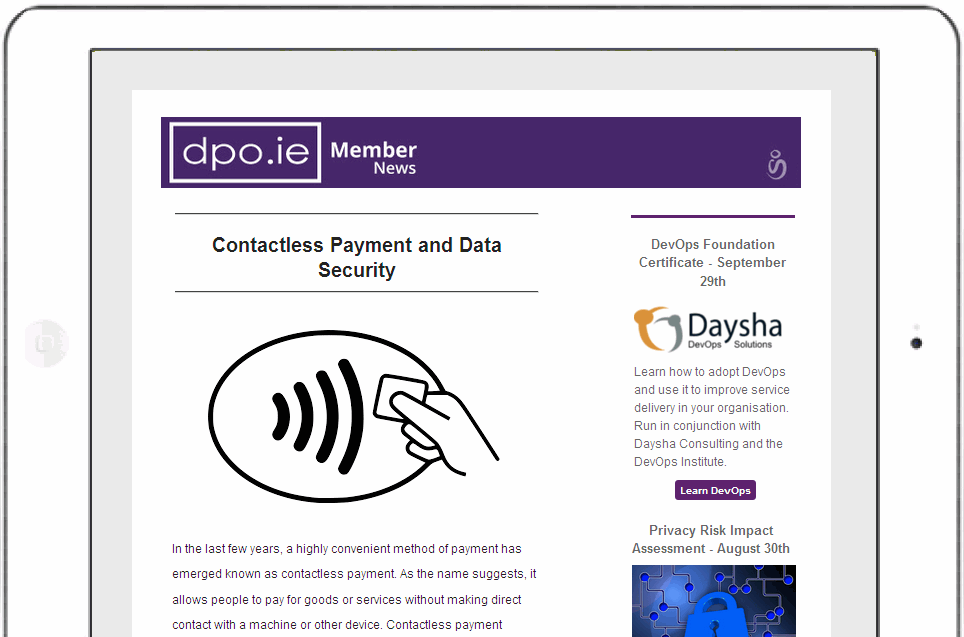 dpo.ie
Member
News
Contactless Payment and Data
Security
In the last few years, a highly convenient method of payment has
emerged known as contactless payment. As the name suggests, it
allows people to pay for goods or services without making direct
contact with a machine or other device. Contactless payment
DevOps Foundation
Certificate - September
29th
Daysha
DevOps Solutions
Learn how to adopt DevOps
and use it to improve service
delivery in your organisation.
Run in conjunction with
Daysha Consulting and the
DevOps Institute.
Learn DevOps
Privacy Risk Impact
Assessment - August 30th